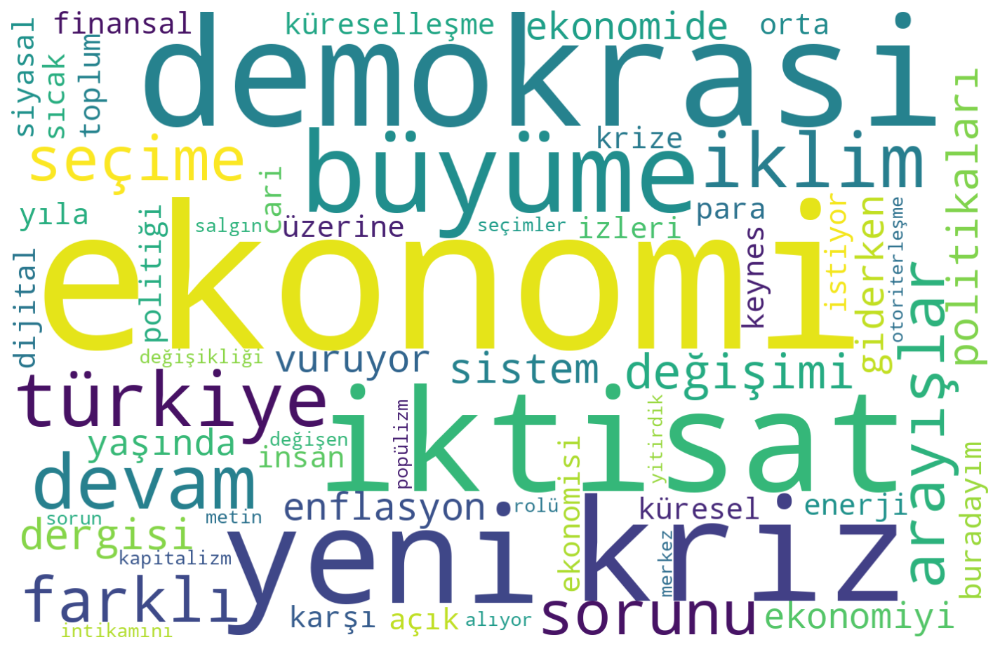 finansal
küreselleşme
ekonomide
orta
siyasal
sıcak
toplum
demokrasi
politikaları
seçime
büyüme
krize
iklim
yıla
politiği
salgın
cari
üzerine
seçimler
izleri
para
keynes
istiyor
giderken
otoriterleşme
dijital
ekonomi
arayışlar
değişikliği
vuruyor
sistem
değişimi
türkiye
iktisat
yaşında
değişen
insan
popülizm
yitirdik
buradayım
devam
enflasyon
rolü
ekonomisi
küresel
enerji
sorun
metin
dergisi
kapitalizm
yeni
kriz
merkez
farklı
karşı
açık
alıyor
sorunu
ekonomiyi
intikamını